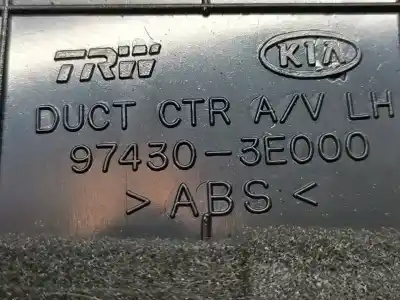 TRW KIA
DUCT CTR A/V LH
97430-3E000
> ABS <